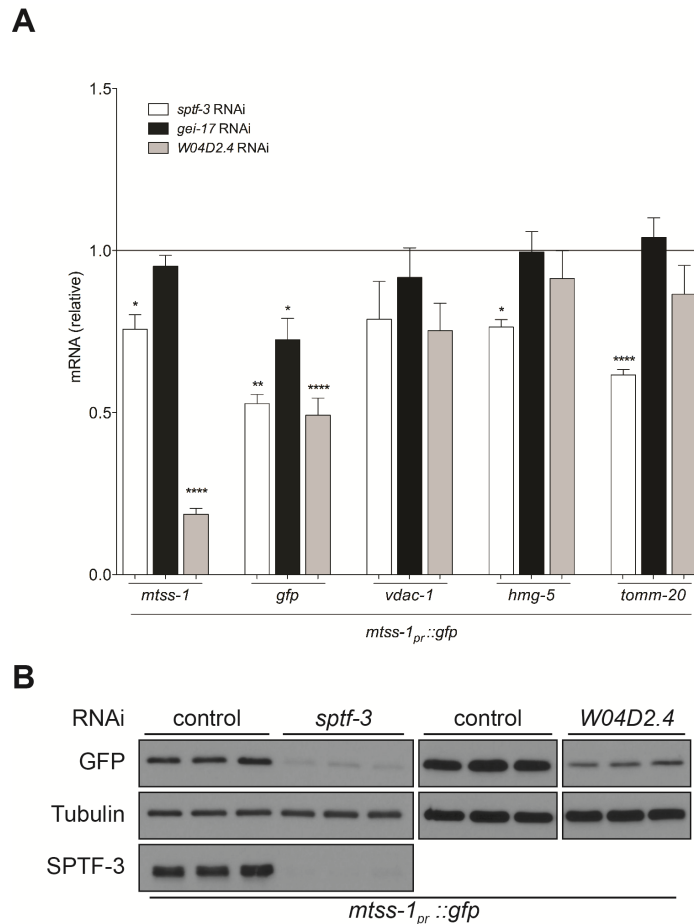 A
1.5
sptf-3 RNAi
gei-17 RNAi
W04D2.4 RNAi
1.0
mRNA (relative)
0.5
0.0
* **** ** * **** * ****
mtss-1 gfp vdac-1 hmg-5 tomm-20
mtss-1pr::gfp
B
RNAi control sptf-3 control W04D2.4
GFP
Tubulin
SPTF-3
mtss-1pr ::gfp